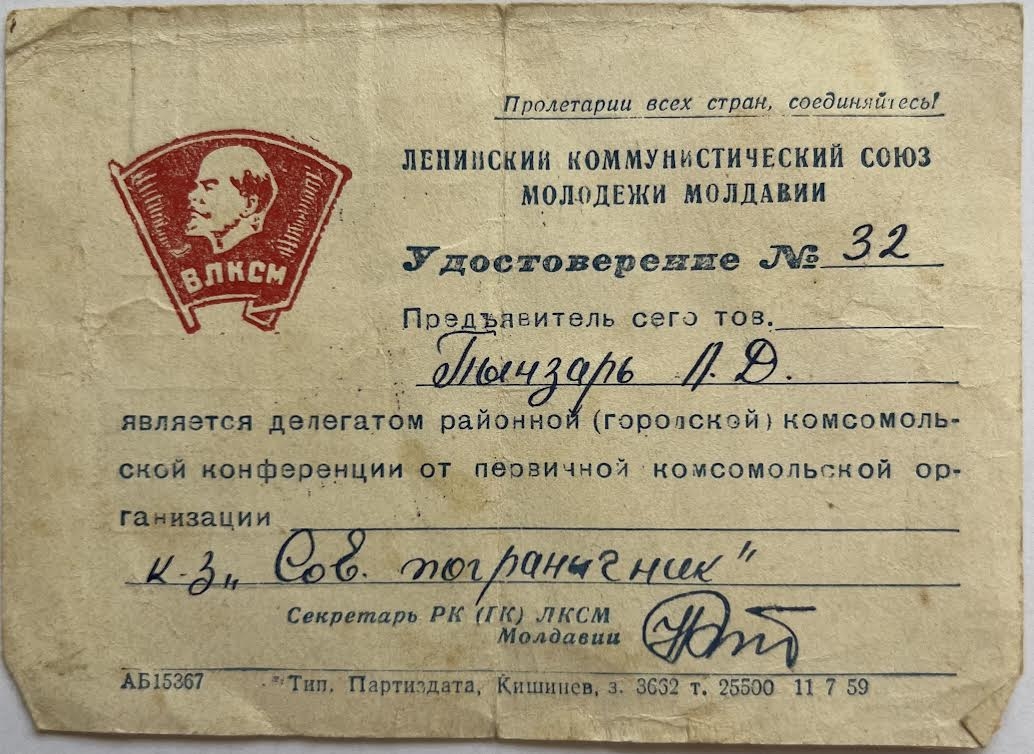 Пролетарии всех стран, соединяйтесь!
ВЛКСМ
ЛЕНИНСКИЙ КОММУНИСТИЧЕСКИЙ СОЮЗ
МОЛОДЕЖИ МОЛДАВИИ
Удостоверение № 32
Предъявитель сего тов.
Тынзарь А. Д.
является делегатом районной (городской) комсомоль-
ской конференции от первичной комсомольской ор-
ганизации
к-з „Сов. пограничник"
Секретарь РК (ГК) ЛКСМ
Молдавии
АБ15367 Тип. Партиздата, Кишинев, з. 3662 т. 25500 11 7 59